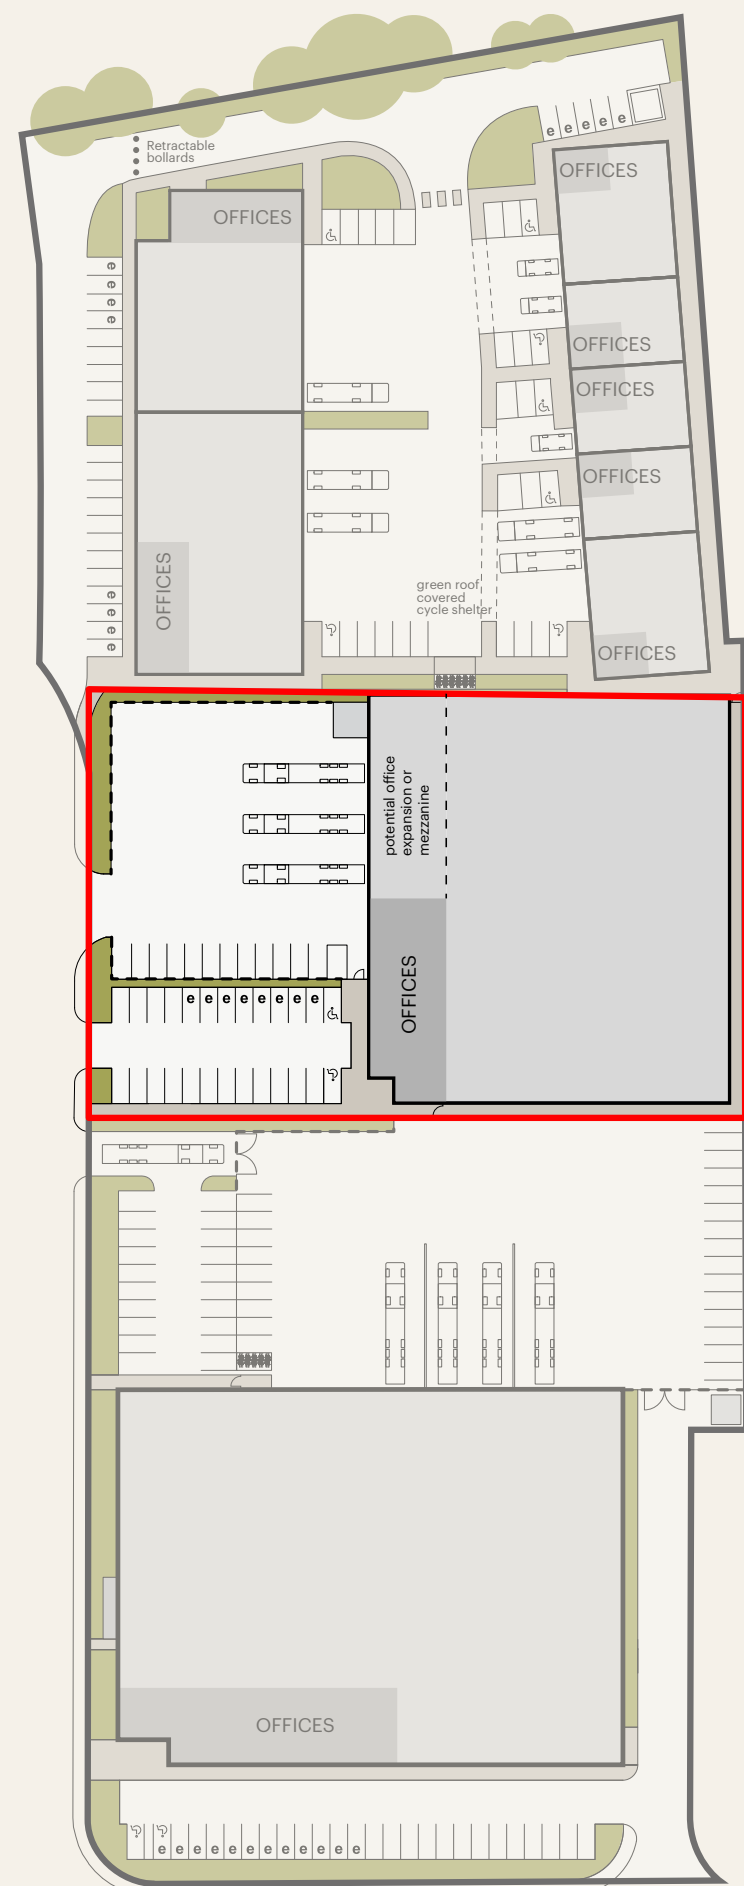 Retractable
bollards
e e e e e
OFFICES
OFFICES
e
e
e
e
OFFICES
OFFICES
OFFICES
OFFICES
green roof
covered
cycle shelter
e
e
e
e
OFFICES
potential office
expansion or
mezzanine
OFFICES
e e e e e e e e
OFFICES
e e e e e e e e e e e e